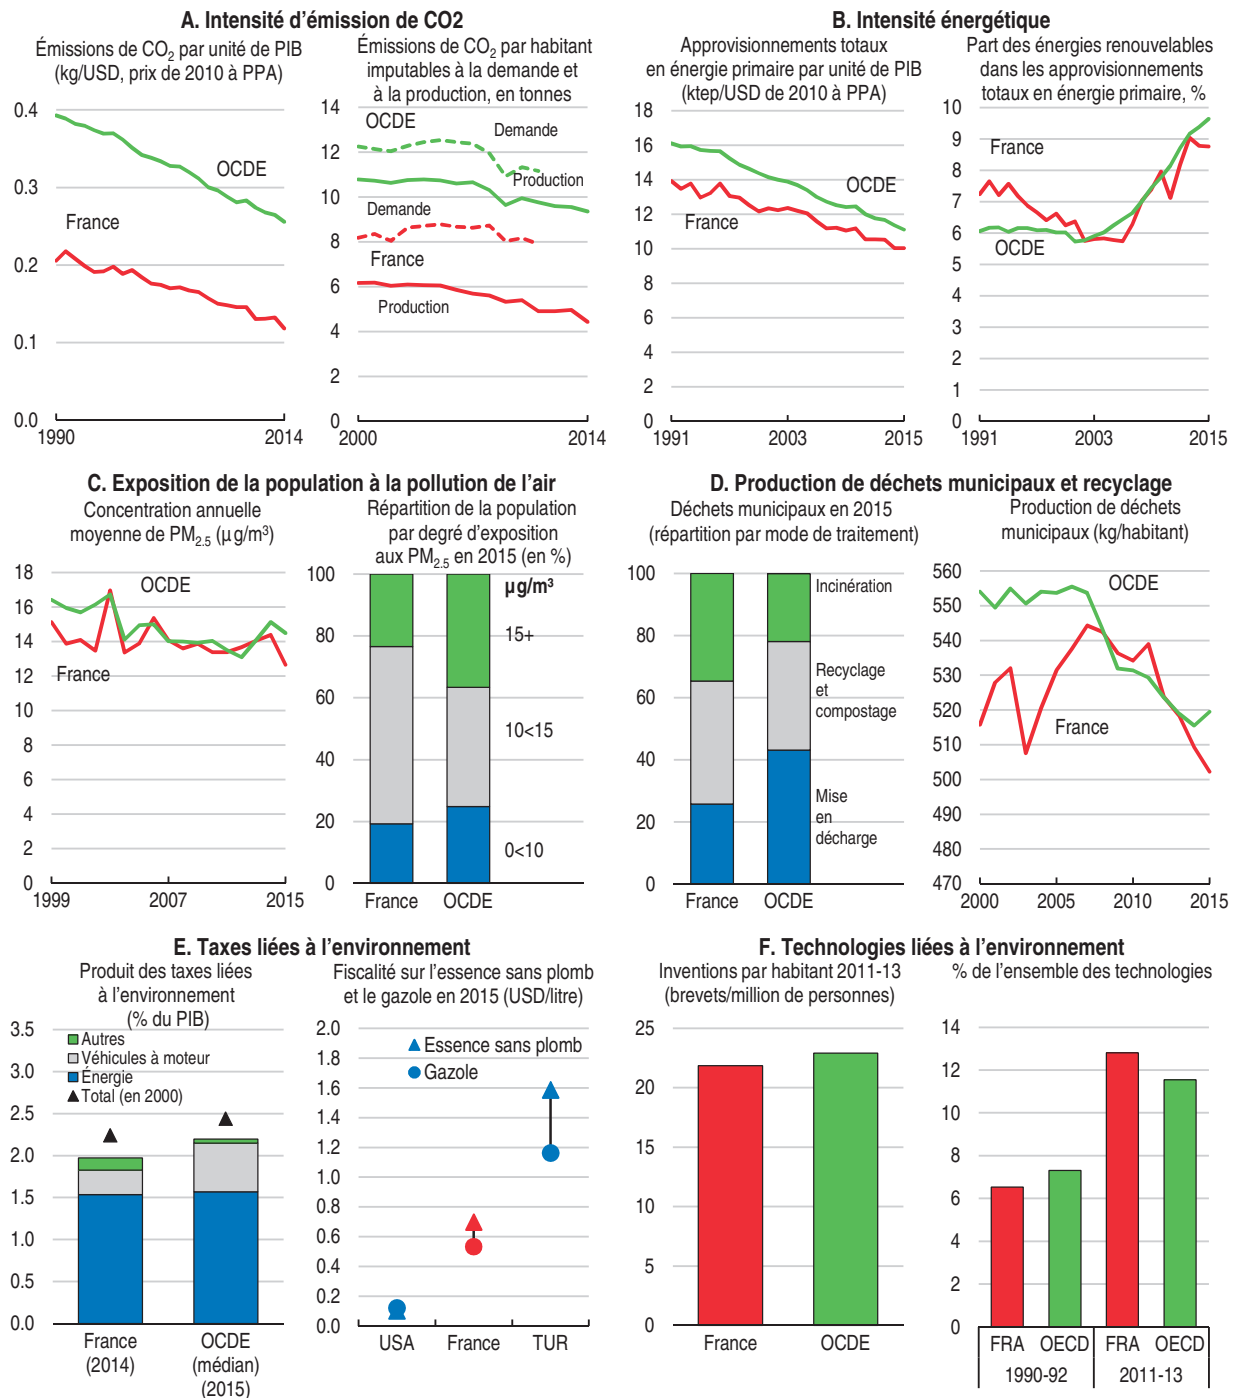 A. Intensité d'émission de CO2
Émissions de CO2 par unité de PIB
(kg/USD, prix de 2010 à PPA)
0.4
0.3
0.2
0.1
0.0
OCDE
France
1990
2014
Émissions de CO2 par habitant
imputables à la demande et
à la production, en tonnes
14
12
10
8
6
4
2
0
OCDE
Demande
Production
Demande
France
Production
2000
2014
B. Intensité énergétique
Approvisionnements totaux
en énergie primaire par unité de PIB
(ktep/USD de 2010 à PPA)
18
16
14
12
10
8
6
4
2
0
OCDE
France
1991
2003
2015
Part des énergies renouvelables
dans les approvisionnements
totaux en énergie primaire, %
10
9
8
7
6
5
4
3
2
1
0
France
OCDE
1991
2003
2015
C. Exposition de la population à la pollution de l'air
Concentration annuelle
moyenne de PM2.5 (µg/m³)
18
16
14
12
10
8
6
4
2
0
OCDE
France
1999
2007
2015
Répartition de la population
par degré d'exposition
aux PM2.5 en 2015 (en %)
100
80
60
40
20
0
µg/m³
15+
10<15
0<10
France
OCDE
D. Production de déchets municipaux et recyclage
Déchets municipaux en 2015
(répartition par mode de traitement)
100
80
60
40
20
0
Incinération
Recyclage
et
compostage
Mise
en
décharge
France
OCDE
Production de déchets
municipaux (kg/habitant)
560
550
540
530
520
510
500
490
480
470
OCDE
France
2000
2005
2010
2015
E. Taxes liées à l'environnement
Produit des taxes liées
à l'environnement
(% du PIB)
3.5
3.0
2.5
2.0
1.5
1.0
0.5
0.0
Autres
Véhicules à moteur
Énergie
Total (en 2000)
France
(2014)
OCDE
(médian)
(2015)
Fiscalité sur l'essence sans plomb
et le gazole en 2015 (USD/litre)
2.0
1.8
1.6
1.4
1.2
1.0
0.8
0.6
0.4
0.2
0.0
Essence sans plomb
Gazole
USA
France
TUR
F. Technologies liées à l'environnement
Inventions par habitant 2011-13
(brevets/million de personnes)
25
20
15
10
5
0
France
OCDE
% de l'ensemble des technologies
14
12
10
8
6
4
2
0
FRA
OECD
FRA
OECD
1990-92
2011-13